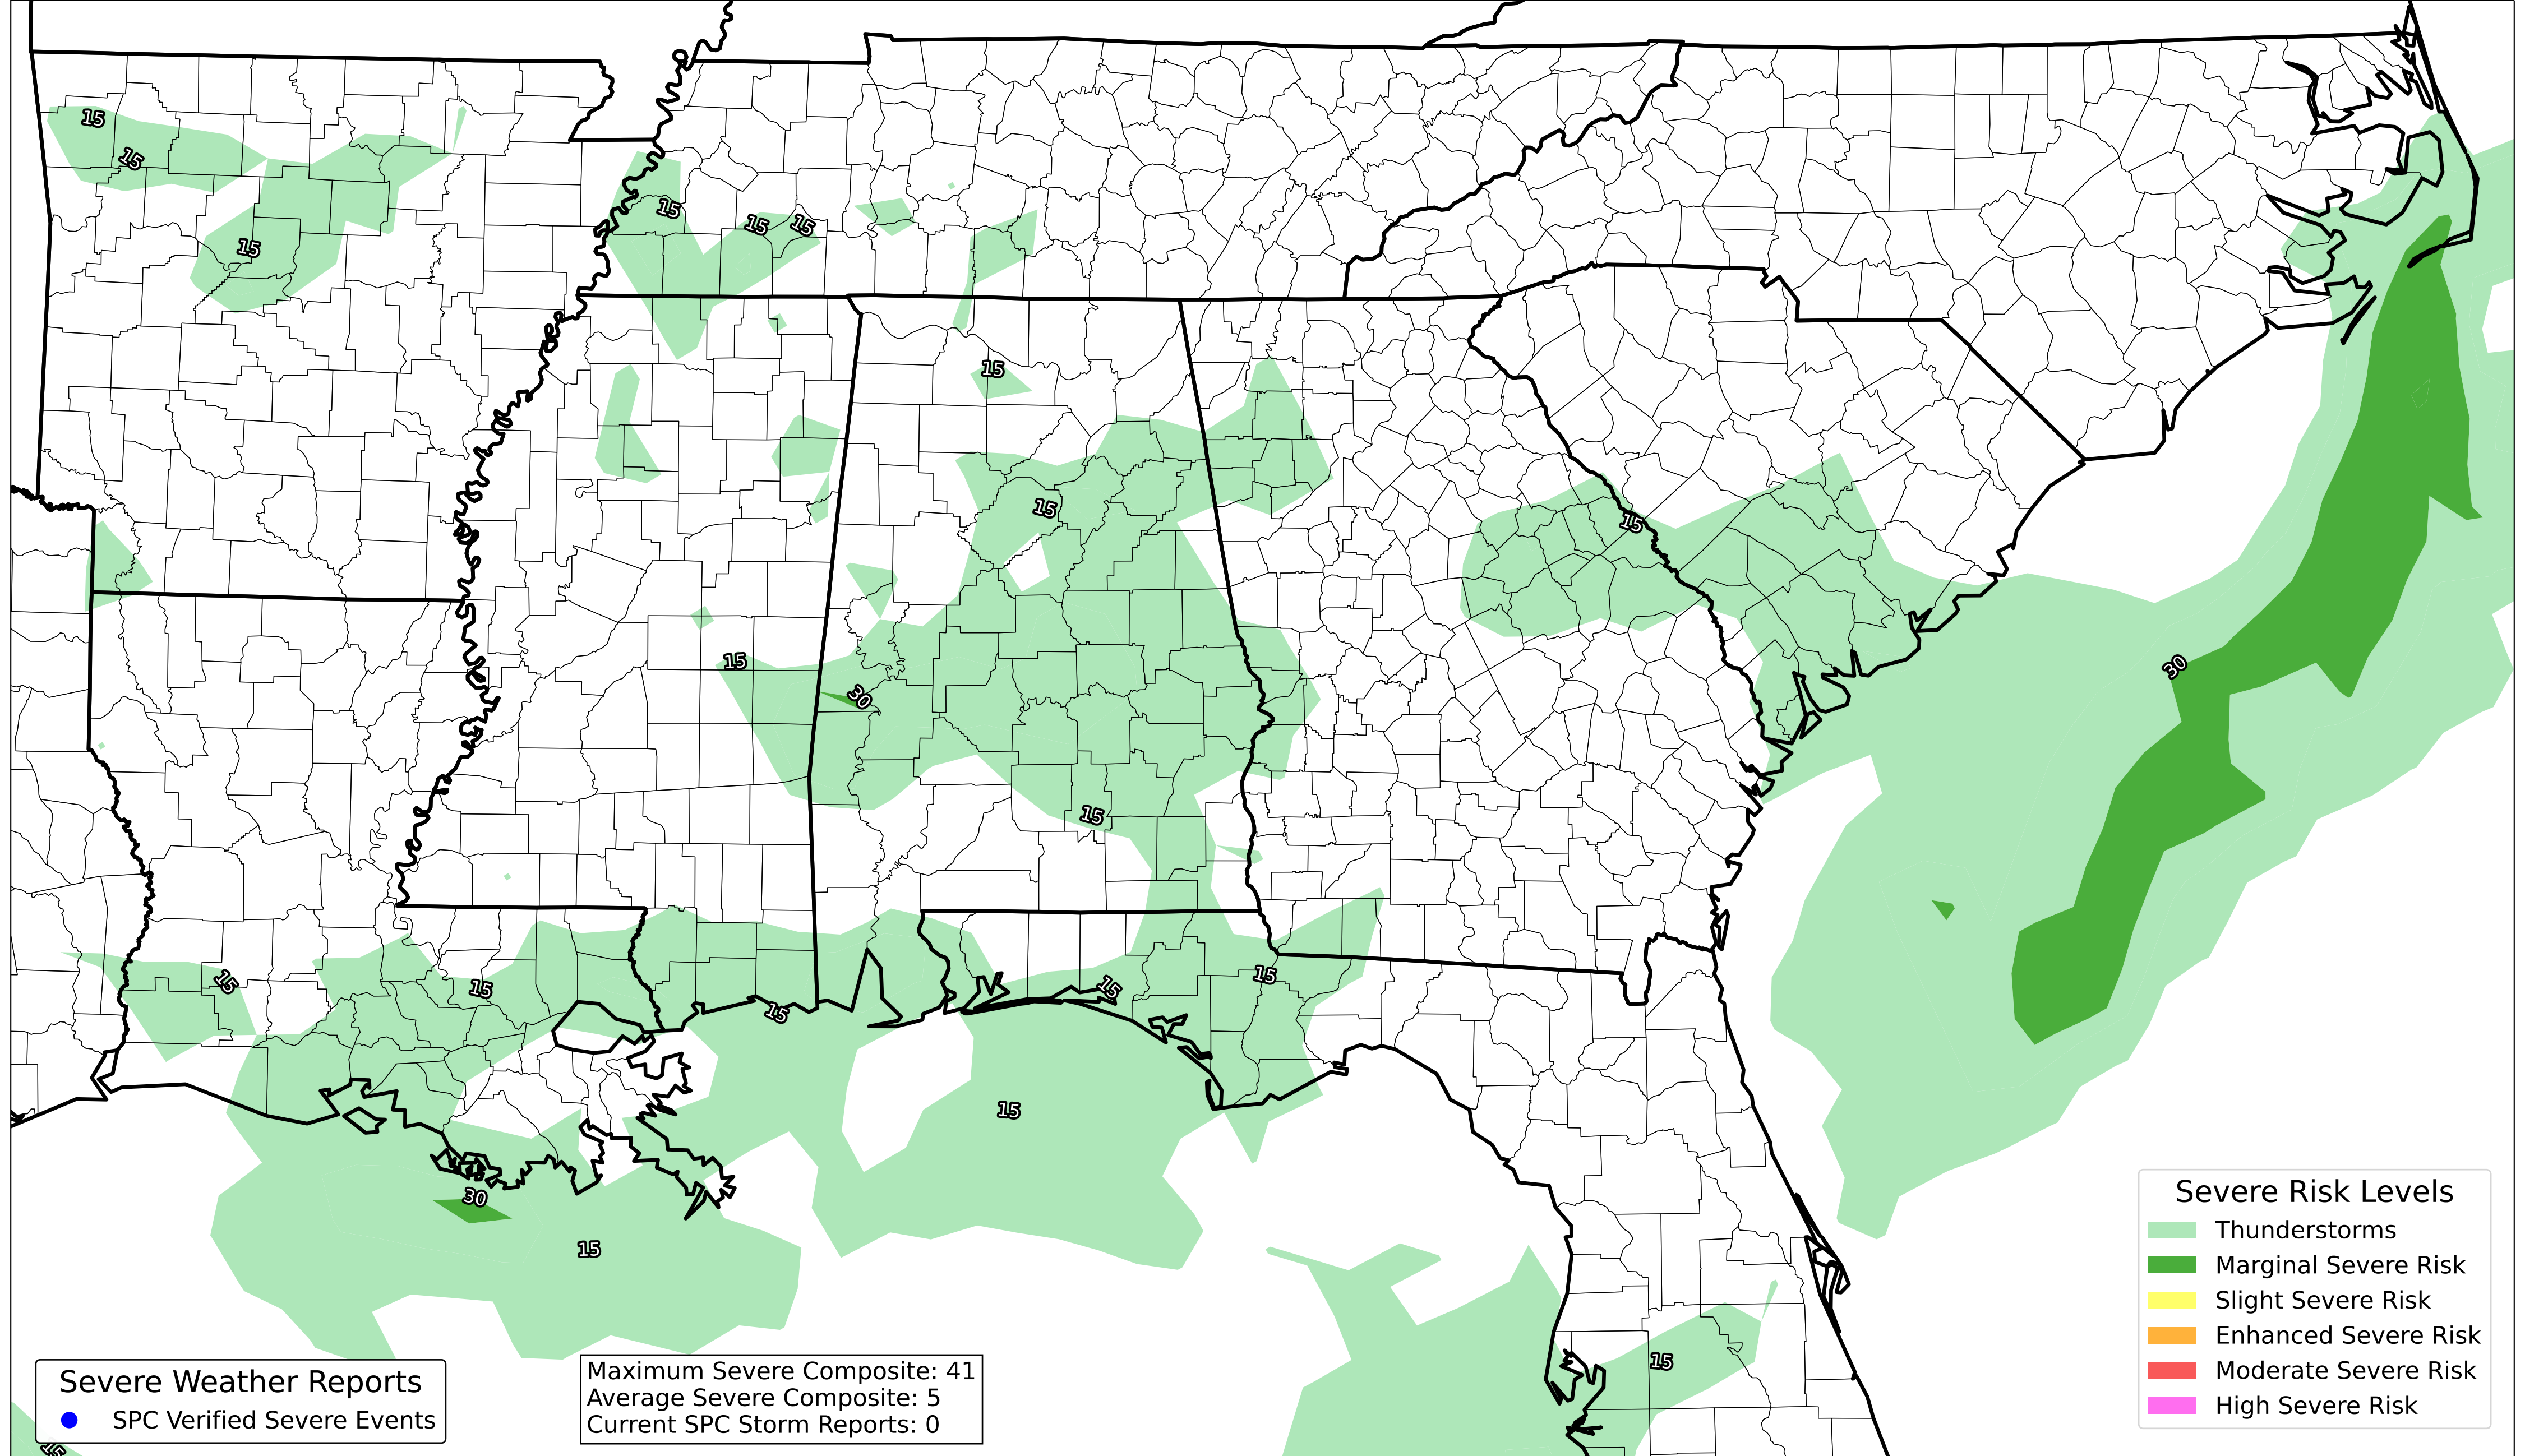 15
15
15
15
15
15
15
15
15
15
30
30
15
15
15
15
15
15
15
30
15
15
15
Severe Risk Levels
Thunderstorms
Marginal Severe Risk
Slight Severe Risk
Enhanced Severe Risk
Moderate Severe Risk
High Severe Risk
Severe Weather Reports
SPC Verified Severe Events
Maximum Severe Composite: 41
Average Severe Composite: 5
Current SPC Storm Reports: 0